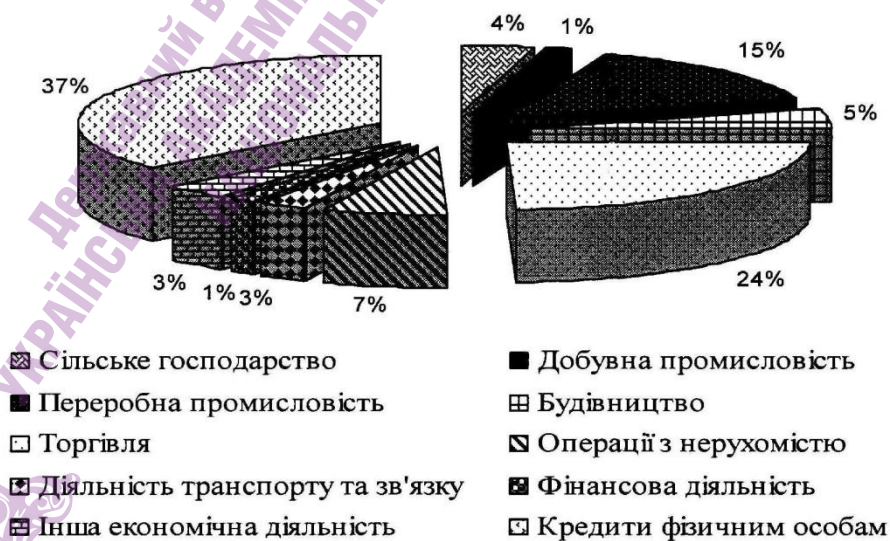 4% 1%
15%
37%
5%
3% 1% 3% 7% 24%
Сільське господарство Добувна промисловість
Переробна промисловість Будівництво
Торгівля Операції з нерухомістю
Діяльність транспорту та зв'язку Фінансова діяльність
Інша економічна діяльність Кредити фізичним особам